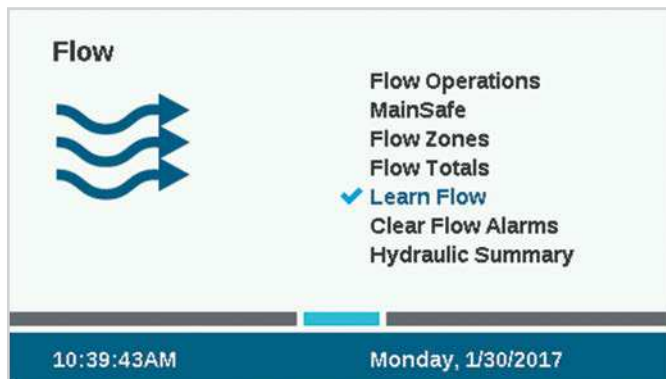 Flow
Flow Operations
MainSafe
Flow Zones
Flow Totals
Learn Flow
Clear Flow Alarms
Hydraulic Summary
10:39:43AM
Monday, 1/30/2017